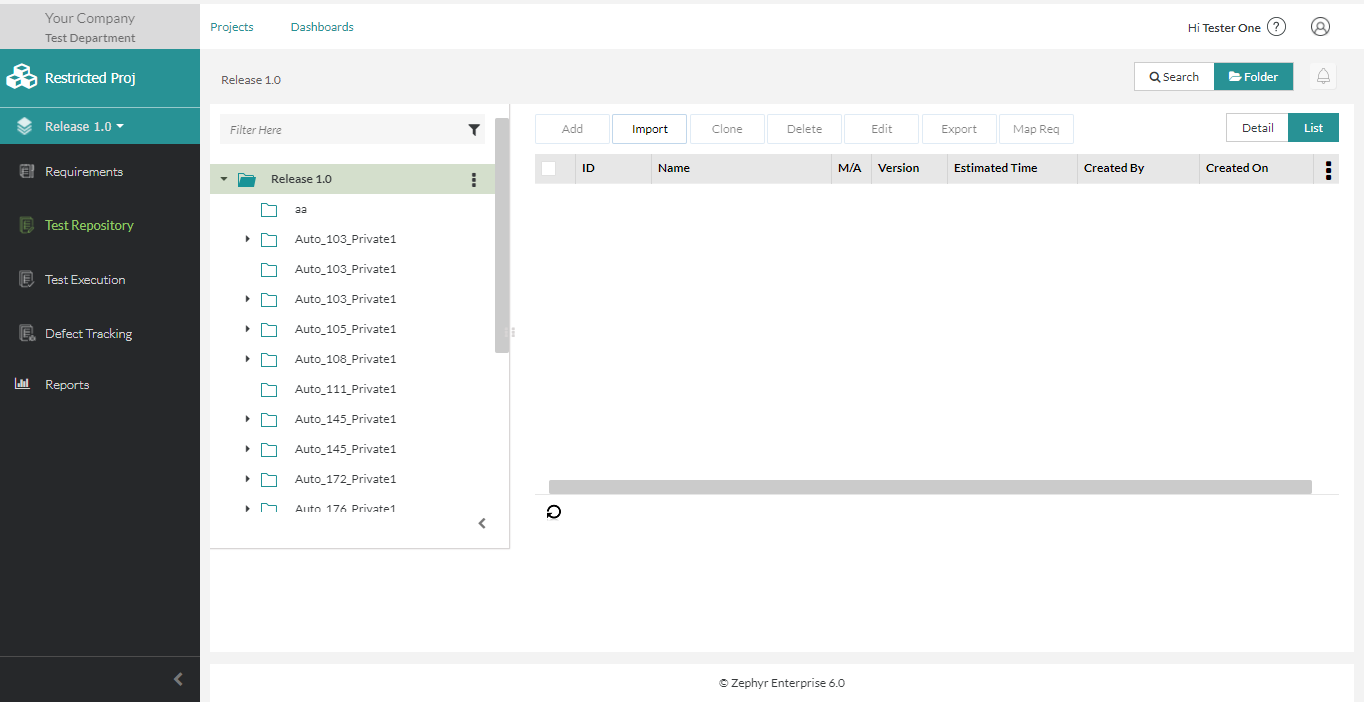 Your Company
Test Department
Projects
Dashboards
Hi Tester One
?
Restricted Proj
Release 1.0
Requirements
Test Repository
Test Execution
Defect Tracking
Reports
Release 1.0
Search
Folder
Filter Here
Release 1.0
aa
Auto_103_Private1
Auto_103_Private1
Auto_103_Private1
Auto_105_Private1
Auto_108_Private1
Auto_111_Private1
Auto_145_Private1
Auto_145_Private1
Auto_172_Private1
Auto_176_Private1
Add Import Clone Delete Edit Export Map Req
Detail List
ID Name M/A Version Estimated Time Created By Created On
© Zephyr Enterprise 6.0